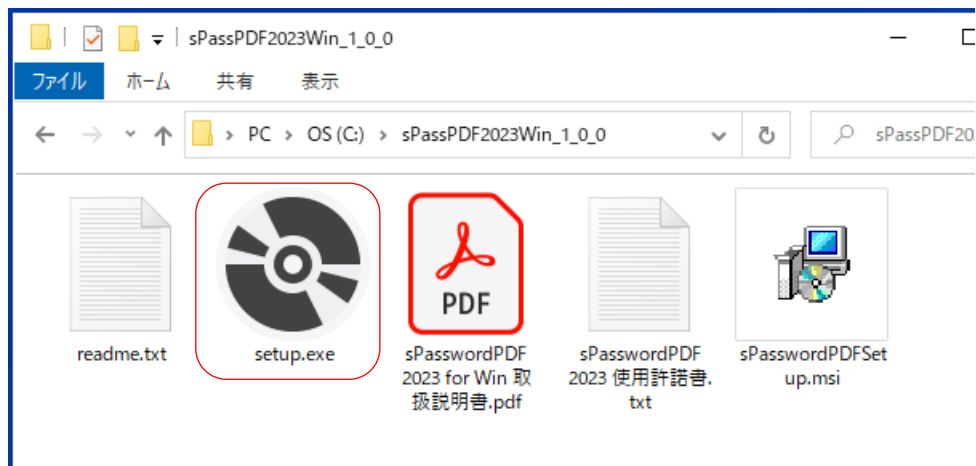 sPassPDF2023Win_1_0_0
ファイル ホーム 共有 表示
PC > OS (C:) > sPassPDF2023Win_1_0_0 sPassPDF20
PDF
readme.txt
setup.exe
sPasswordPDF
2023 for Win 取
扱説明書.pdf
sPasswordPDF
2023 使用許諾書.
txt
sPasswordPDFSet
up.msi